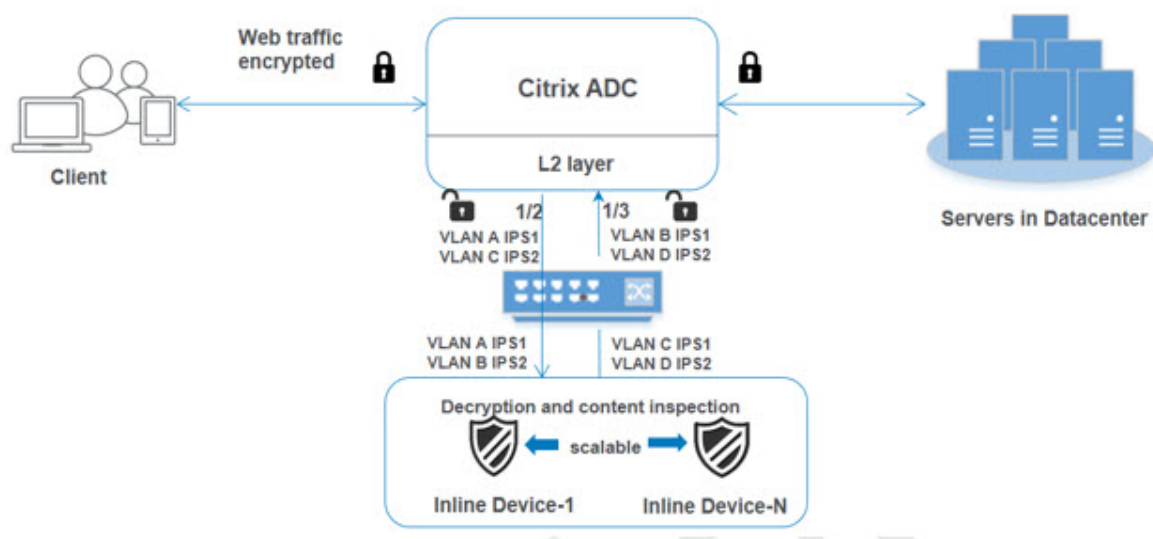 Web traffic
encrypted
Citrix ADC
L2 layer
Client
Servers in Datacenter
1/2
1/3
VLAN A IPS1
VLAN C IPS2
VLAN B IPS1
VLAN D IPS2
VLAN A IPS1
VLAN B IPS2
VLAN C IPS1
VLAN D IPS2
Decryption and content inspection
scalable
Inline Device-1
Inline Device-N